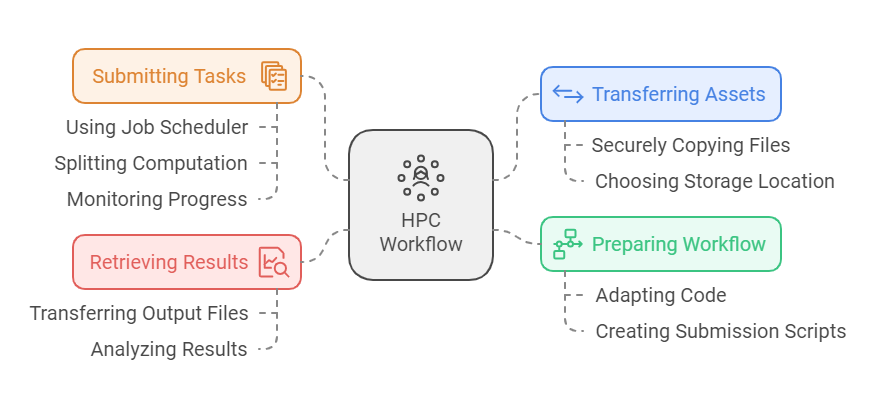 Submitting Tasks
Using Job Scheduler
Splitting Computation
Monitoring Progress
Retrieving Results
Transferring Output Files
Analyzing Results
HPC
Workflow
Transferring Assets
Securely Copying Files
Choosing Storage Location
Preparing Workflow
Adapting Code
Creating Submission Scripts